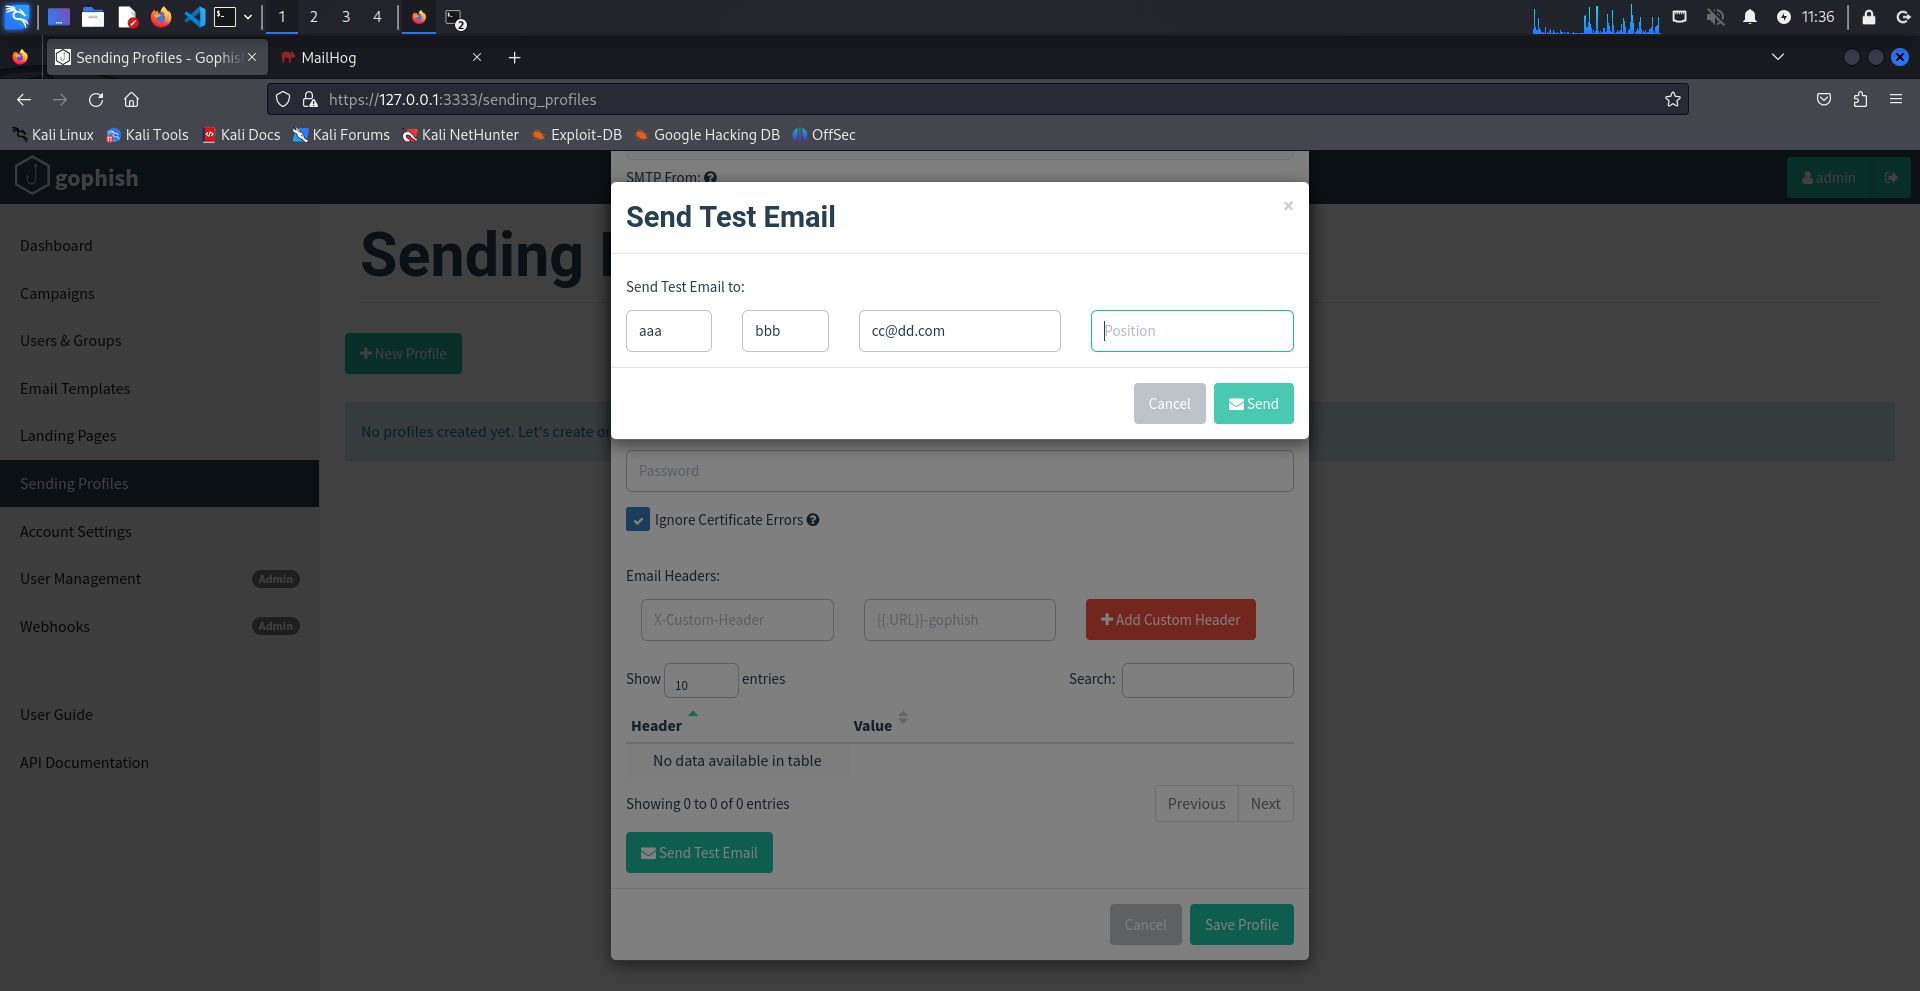 1 2 3 4 2 11:36
Sending Profiles - Gophis MailHog
https://127.0.0.1:3333/sending_profiles
Kali Linux Kali Tools Kali Docs Kali Forums Kali NetHunter Exploit-DB Google Hacking DB OffSec
gophish admin
SMTP From:
Send Test Email
×
Dashboard
Sending
Send Test Email to:
Campaigns
aaa bbb cc@dd.com Position
Users & Groups
New Profile
Email Templates
Cancel Send
Landing Pages
No profiles created yet. Let's create or
Password
Sending Profiles
Ignore Certificate Errors
Account Settings
Email Headers:
User Management Admin
X-Custom-Header {{.URL}}-gophish Add Custom Header
Webhooks Admin
Show 10 entries Search:
User Guide
Header Value
API Documentation
No data available in table
Showing 0 to 0 of 0 entries Previous Next
Send Test Email
Cancel Save Profile